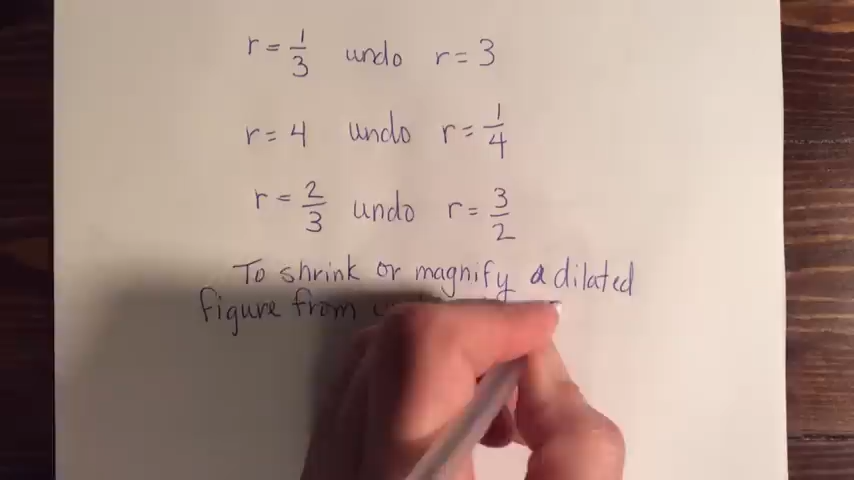 r = 1/3 undo r = 3
r = 4 undo r = 1/4
r = 2/3 undo r = 3/2
To shrink or magnify a dilated
figure from